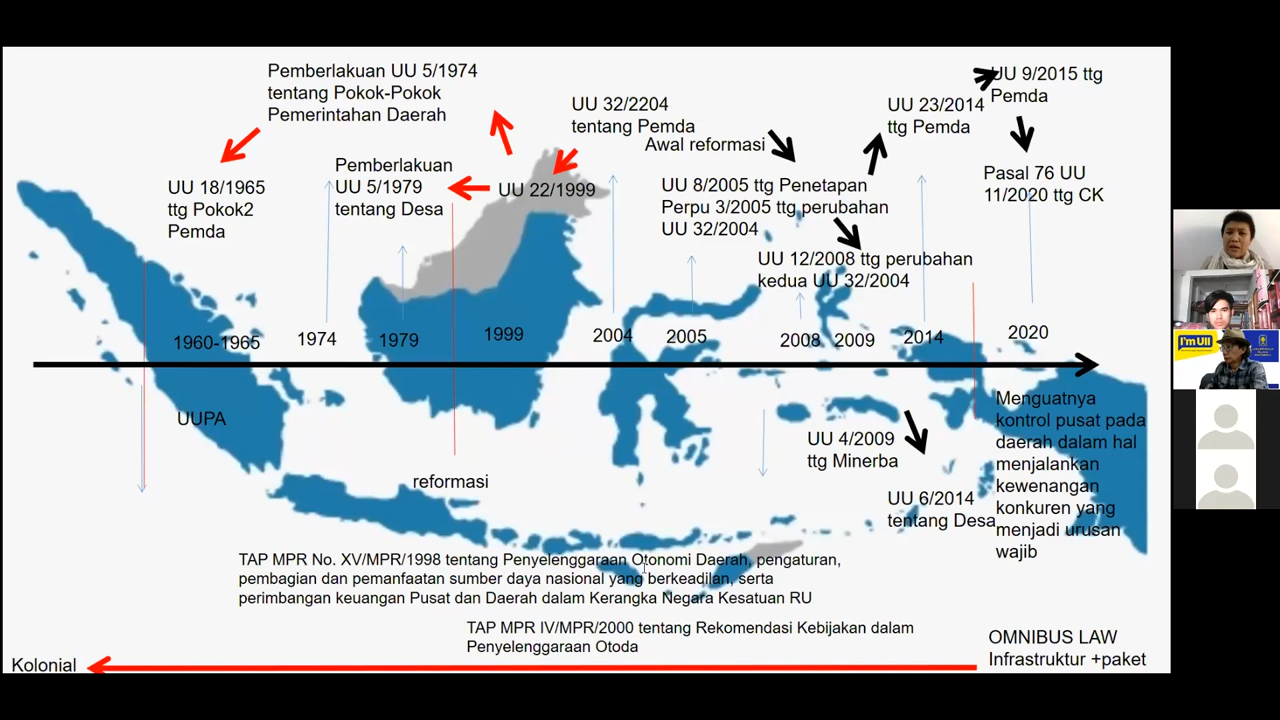 Pemberlakuan UU 5/1974
tentang Pokok-Pokok
Pemerintahan Daerah
UU 32/2204
tentang Pemda
Awal reformasi
UU 23/2014
ttg Pemda
UU 9/2015 ttg
Pemda
Pemberlakuan
UU 5/1979
tentang Desa
UU 18/1965
ttg Pokok2
Pemda
UU 22/1999
UU 8/2005 ttg Penetapan
Perpu 3/2005 ttg perubahan
UU 32/2004
Pasal 76 UU
11/2020 ttg CK
UU 12/2008 ttg perubahan
kedua UU 32/2004
1960-1965
1974
1979
1999
2004
2005
2008
2009
2014
2020
UUPA
reformasi
UU 4/2009
ttg Minerba
UU 6/2014
tentang Desa
Menguatnya
kontrol pusat pada
daerah dalam hal
menjalankan
kewenangan
konkuren yang
menjadi urusan
wajib
TAP MPR No. XV/MPR/1998 tentang Penyelenggaraan Otonomi Daerah, pengaturan,
pembagian dan pemanfaatan sumber daya nasional yang berkeadilan, serta
perimbangan keuangan Pusat dan Daerah dalam Kerangka Negara Kesatuan RU
TAP MPR IV/MPR/2000 tentang Rekomendasi Kebijakan dalam
Penyelenggaraan Otoda
OMNIBUS LAW
Infrastruktur +paket
Kolonial
I'm UII